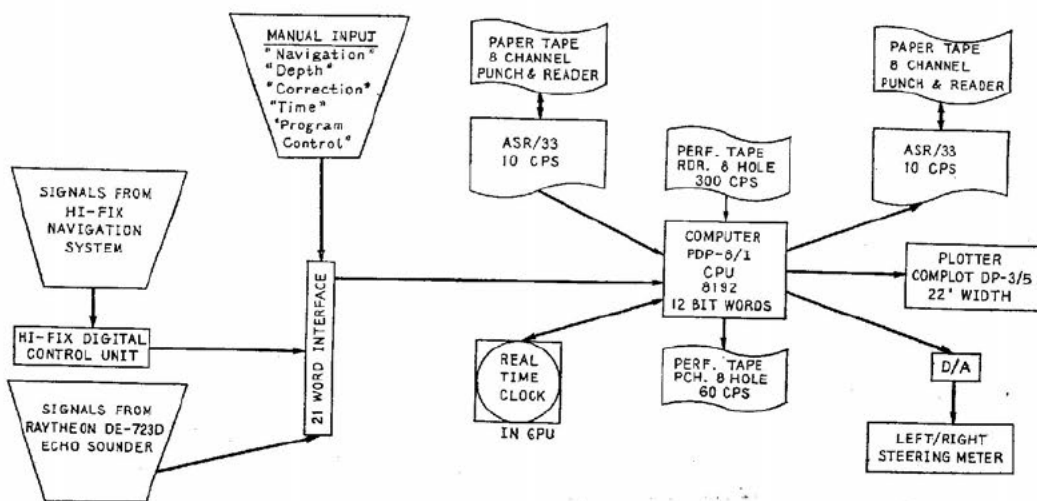 MANUAL INPUT
"Navigation"
"Depth"
"Correction"
"Time"
"Program
Control"
PAPER TAPE
8 CHANNEL
PUNCH & READER
PAPER TAPE
8 CHANNEL
PUNCH & READER
ASR/33
10 CPS
PERF. TAPE
RDR. 8 HOLE
300 CPS
ASR/33
10 CPS
SIGNALS FROM
HI-FIX
NAVIGATION
SYSTEM
COMPUTER
PDP-8/1
CPU
8192
12 BIT WORDS
PLOTTER
COMPLOT DP-3/5
22" WIDTH
21 WORD INTERFACE
HI-FIX DIGITAL
CONTROL UNIT
REAL
TIME
CLOCK
IN CPU
PERF. TAPE
PCH. 8 HOLE
60 CPS
D/A
SIGNALS FROM
RAYTHEON DE-723D
ECHO SOUNDER
LEFT/RIGHT
STEERING METER